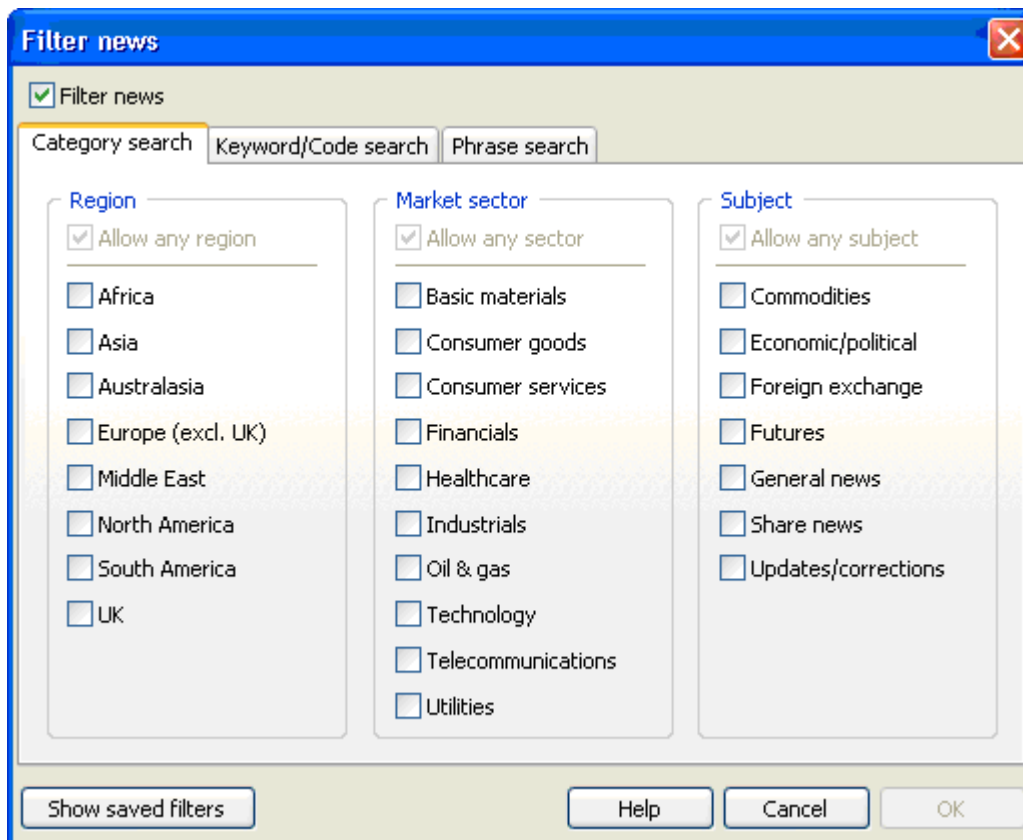 Filter news
Filter news
Category search
Keyword/Code search
Phrase search
Region
Allow any region
Africa
Asia
Australasia
Europe (excl. UK)
Middle East
North America
South America
UK
Market sector
Allow any sector
Basic materials
Consumer goods
Consumer services
Financials
Healthcare
Industrials
Oil & gas
Technology
Telecommunications
Utilities
Subject
Allow any subject
Commodities
Economic/political
Foreign exchange
Futures
General news
Share news
Updates/corrections
Show saved filters
Help
Cancel
OK